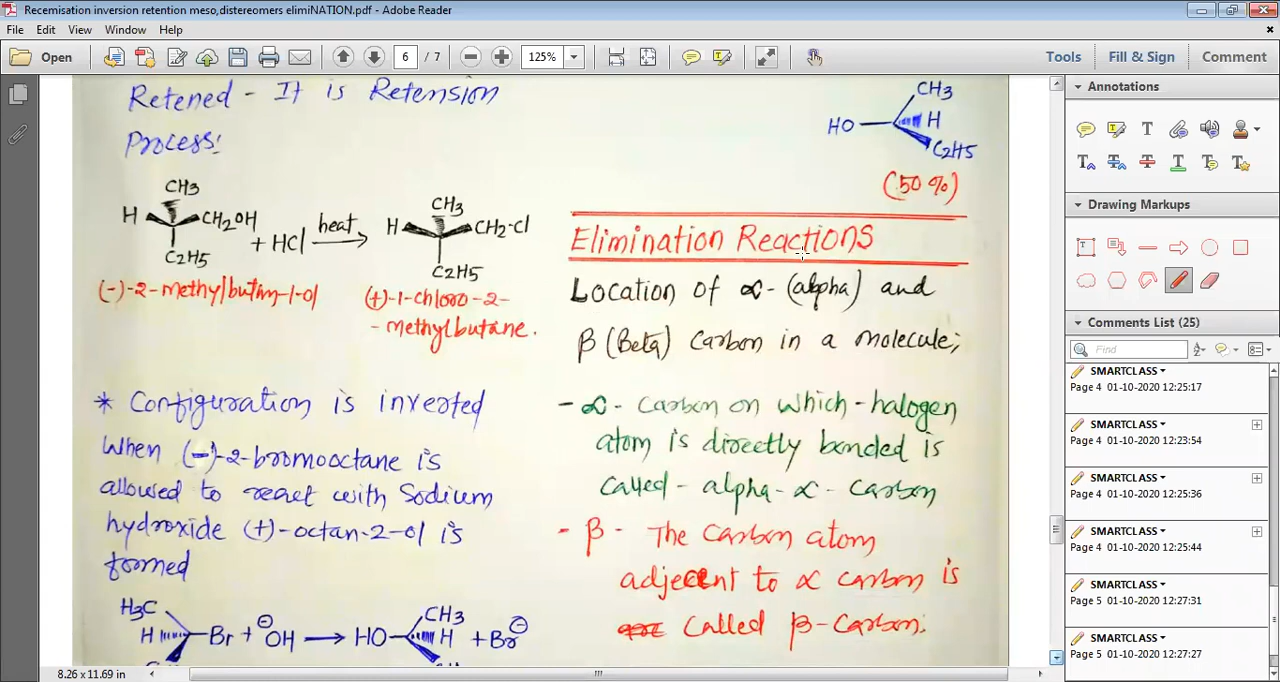 Recemisation inversion retention meso,distereomers elimiNATION.pdf - Adobe Reader
File Edit View Window Help
Open 6 / 7 125% Tools Fill & Sign Comment
Retened - It is Retension
Process:
CH3
H CH2OH
C2H5
+ HCl heat
CH3
H CH2-Cl
C2H5
(-)-2-methylbutan-1-ol
(+)-1-chloro-2-
-methylbutane.
* Configuration is inverted
When (-)-2-bromooctane is
allowed to react with Sodium
hydroxide (+)-octan-2-ol is
formed
H3C
H Br + ⊖OH → HO CH3 H + Br⊖
CH3
HO H
C2H5
(50 %)
Elimination Reactions
Location of α- (alpha) and
β (Beta) Carbon in a molecule;
- α- Carbon on which - halogen
atom is directly bonded is
called - alpha - α - Carbon
- β - The Carbon atom
adjecent to α carbon is
called β-Carbon.
Annotations
Drawing Markups
Comments List (25)
Find
SMARTCLASS
Page 4 01-10-2020 12:25:17
SMARTCLASS
Page 4 01-10-2020 12:23:54
SMARTCLASS
Page 4 01-10-2020 12:25:36
SMARTCLASS
Page 4 01-10-2020 12:25:44
SMARTCLASS
Page 5 01-10-2020 12:27:31
SMARTCLASS
Page 5 01-10-2020 12:27:27
8.26 x 11.69 in